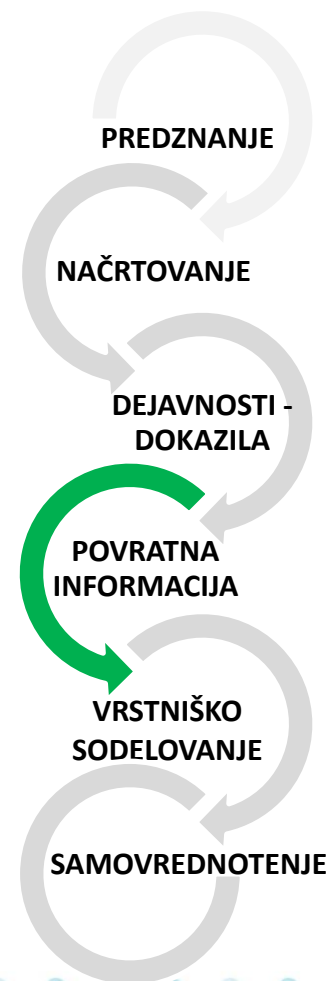 PREDZNANJE
NAČRTOVANJE
DEJAVNOSTI -
DOKAZILA
POVRATNA
INFORMACIJA
VRSTNIŠKO
SODELOVANJE
SAMOVREDNOTENJE